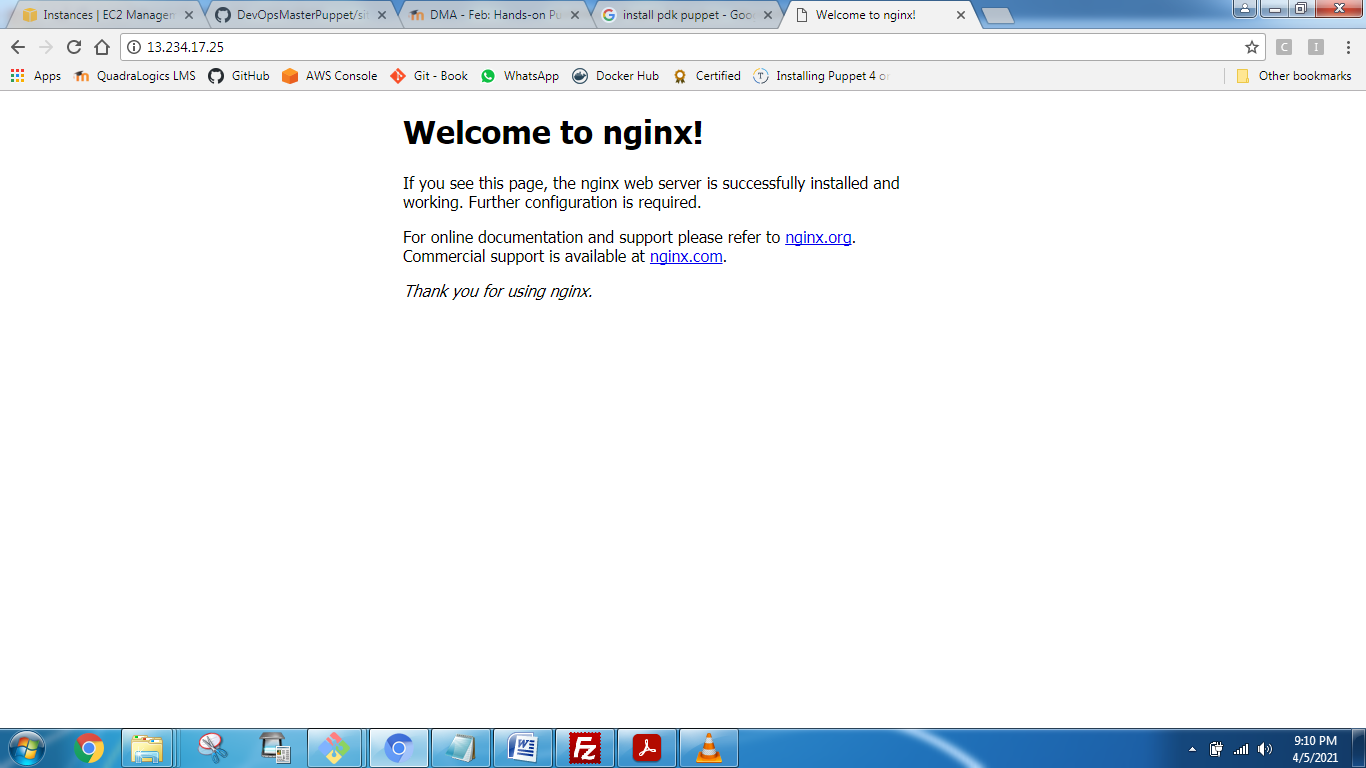 Instances | EC2 Managen
DevOpsMasterPuppet/si
DMA - Feb: Hands-on Pu
install pdk puppet - Goo
Welcome to nginx!
13.234.17.25
Apps
QuadraLogics LMS
GitHub
AWS Console
Git - Book
WhatsApp
Docker Hub
Certified
Installing Puppet 4 o
Other bookmarks
Welcome to nginx!
If you see this page, the nginx web server is successfully installed and
working. Further configuration is required.
For online documentation and support please refer to nginx.org.
Commercial support is available at nginx.com.
Thank you for using nginx.
9:10 PM
4/5/2021